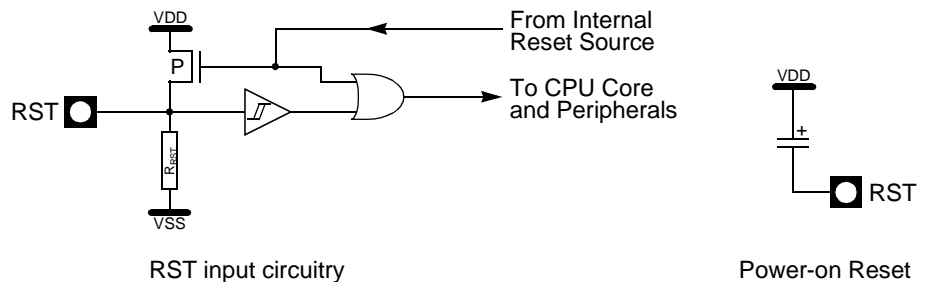 VDD
From Internal
Reset Source
P
To CPU Core
and Peripherals
RST
RRST
VSS
RST input circuitry
VDD
+
RST
Power-on Reset